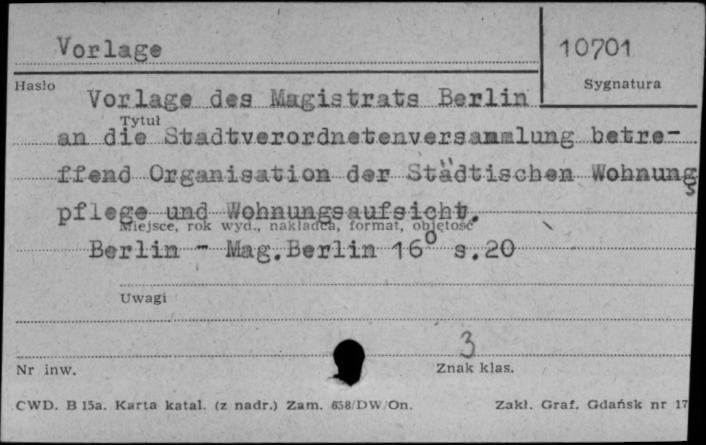 Vorlage
10701
Hasło
Sygnatura
Vorlage des Magistrats Berlin
Tytuł
an die Stadtverordnetenversammlung betre-
ffend Organisation der Städtischen Wohnungs
pflege und Wohnungsaufsicht.
Miejsce, rok wyd., nakładca, format, objętość
Berlin - Mag.Berlin 16⁰ s.20
Uwagi
3
Nr inw.
Znak klas.
CWD. B 15a. Karta katal. (z nadr.) Zam. 658/DW/On.
Zakł. Graf. Gdańsk nr 17